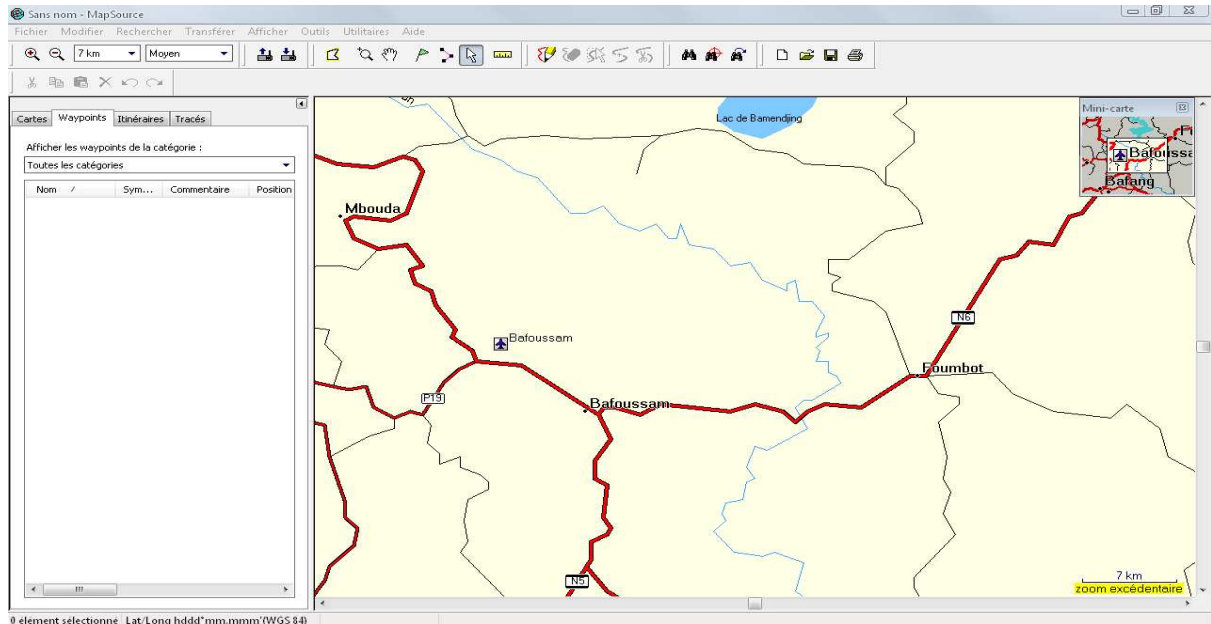 Sans nom - MapSource
Fichier Modifier Rechercher Transférer Afficher Outils Utilitaires Aide
7 km Moyen
Cartes Waypoints Itinéraires Tracés
Afficher les waypoints de la catégorie :
Toutes les catégories
Nom Sym... Commentaire Position
Lac de Bamendjing
Mini-carte
Bafoussa
Bafang
Mbouda
N6
Bafoussam
Foumbot
P19
Bafoussam
N5
7 km
zoom excédentaire
0 élément sélectionné Lat/Long hddd°mm.mmm'(WGS 84)